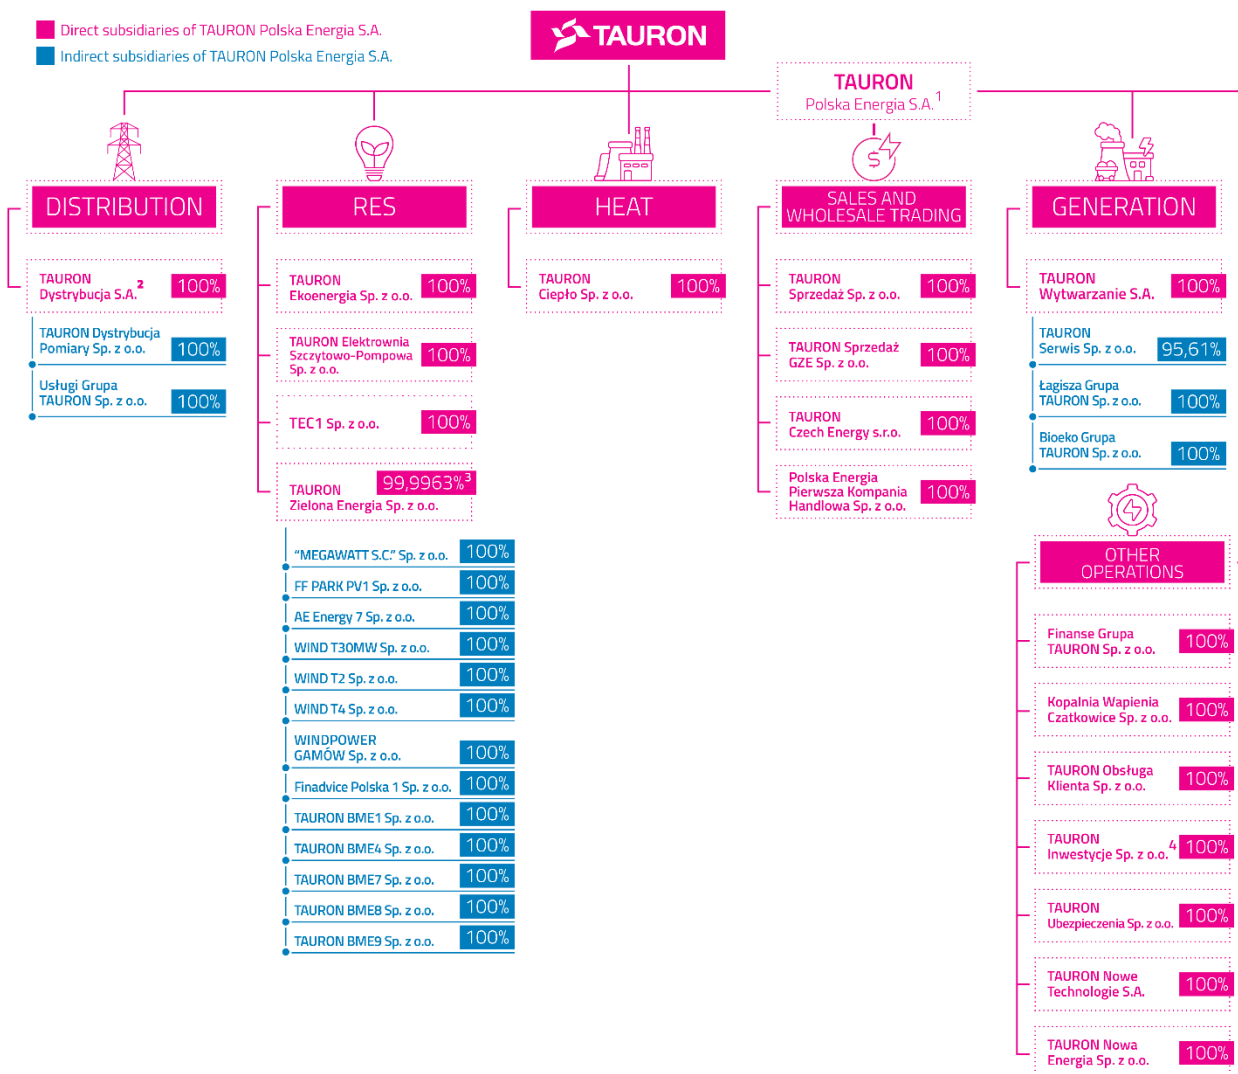 Direct subsidiaries of TAURON Polska Energia S.A.
Indirect subsidiaries of TAURON Polska Energia S.A.
TAURON
TAURON
Polska Energia S.A.¹
DISTRIBUTION
TAURON
Dystrybucja S.A.²
100%
TAURON Dystrybucja
Pomiary Sp. z o.o.
100%
Usługi Grupa
TAURON Sp. z o.o.
100%
RES
TAURON
Ekoenergia Sp. z o.o.
100%
TAURON Elektrownia
Szczytowo-Pompowa
Sp. z o.o.
100%
TEC1 Sp. z o.o.
100%
TAURON
Zielona Energia Sp. z o.o.
99,9963%³
"MEGAWATT S.C." Sp. z o.o.
100%
FF PARK PV1 Sp. z o.o.
100%
AE Energy 7 Sp. z o.o.
100%
WIND T30MW Sp. z o.o.
100%
WIND T2 Sp. z o.o.
100%
WIND T4 Sp. z o.o.
100%
WINDPOWER
GAMÓW Sp. z o.o.
100%
Finadvice Polska 1 Sp. z o.o.
100%
TAURON BME1 Sp. z o.o.
100%
TAURON BME4 Sp. z o.o.
100%
TAURON BME7 Sp. z o.o.
100%
TAURON BME8 Sp. z o.o.
100%
TAURON BME9 Sp. z o.o.
100%
HEAT
TAURON
Ciepło Sp. z o.o.
100%
SALES AND
WHOLESALE TRADING
TAURON
Sprzedaż Sp. z o.o.
100%
TAURON Sprzedaż
GZE Sp. z o.o.
100%
TAURON
Czech Energy s.r.o.
100%
Polska Energia
Pierwsza Kompania
Handlowa Sp. z o.o.
100%
GENERATION
TAURON
Wytwarzanie S.A.
100%
TAURON
Serwis Sp. z o.o.
95,61%
Łagisza Grupa
TAURON Sp. z o.o.
100%
Bioeko Grupa
TAURON Sp. z o.o.
100%
OTHER
OPERATIONS
Finanse Grupa
TAURON Sp. z o.o.
100%
Kopalnia Wapienia
Czatkowice Sp. z o.o.
100%
TAURON Obsługa
Klienta Sp. z o.o.
100%
TAURON
Inwestycje Sp. z o.o.⁴
100%
TAURON
Ubezpieczenia Sp. z o.o.
100%
TAURON Nowe
Technologie S.A.
100%
TAURON Nowa
Energia Sp. z o.o.
100%